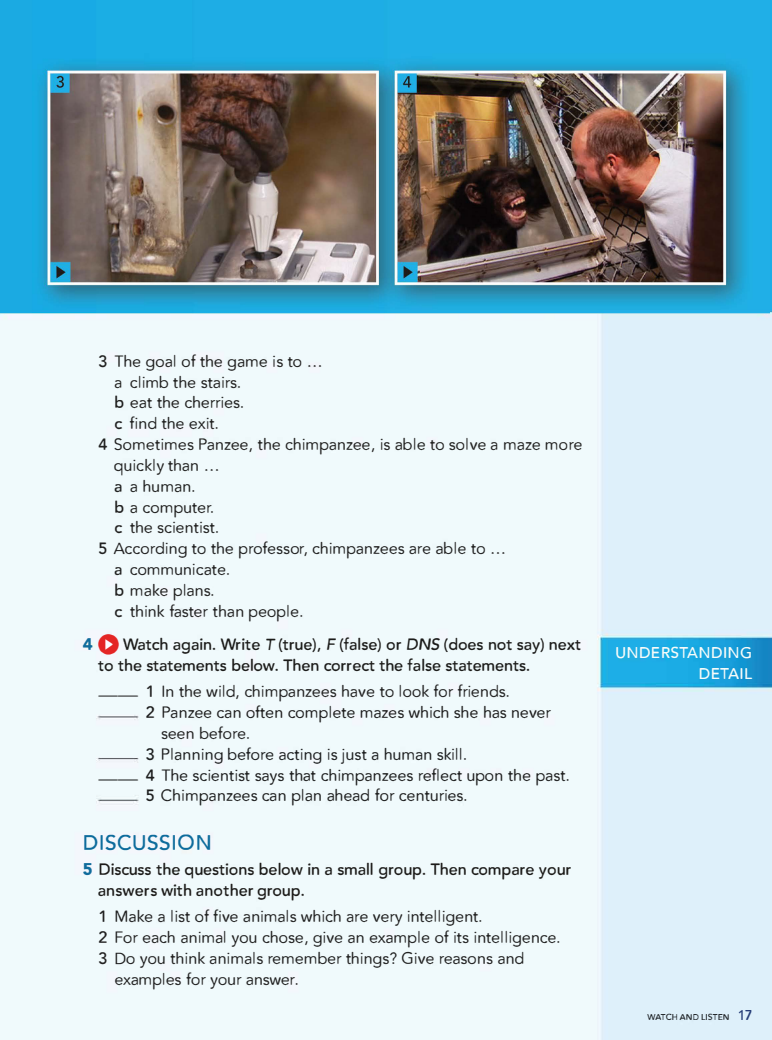 3
4
3 The goal of the game is to …
a climb the stairs.
b eat the cherries.
c find the exit.
4 Sometimes Panzee, the chimpanzee, is able to solve a maze more
quickly than …
a a human.
b a computer.
c the scientist.
5 According to the professor, chimpanzees are able to …
a communicate.
b make plans.
c think faster than people.
4 Watch again. Write T (true), F (false) or DNS (does not say) next
to the statements below. Then correct the false statements.
UNDERSTANDING
DETAIL
_____ 1 In the wild, chimpanzees have to look for friends.
_____ 2 Panzee can often complete mazes which she has never
seen before.
_____ 3 Planning before acting is just a human skill.
_____ 4 The scientist says that chimpanzees reflect upon the past.
_____ 5 Chimpanzees can plan ahead for centuries.
DISCUSSION
5 Discuss the questions below in a small group. Then compare your
answers with another group.
1 Make a list of five animals which are very intelligent.
2 For each animal you chose, give an example of its intelligence.
3 Do you think animals remember things? Give reasons and
examples for your answer.
WATCH AND LISTEN 17